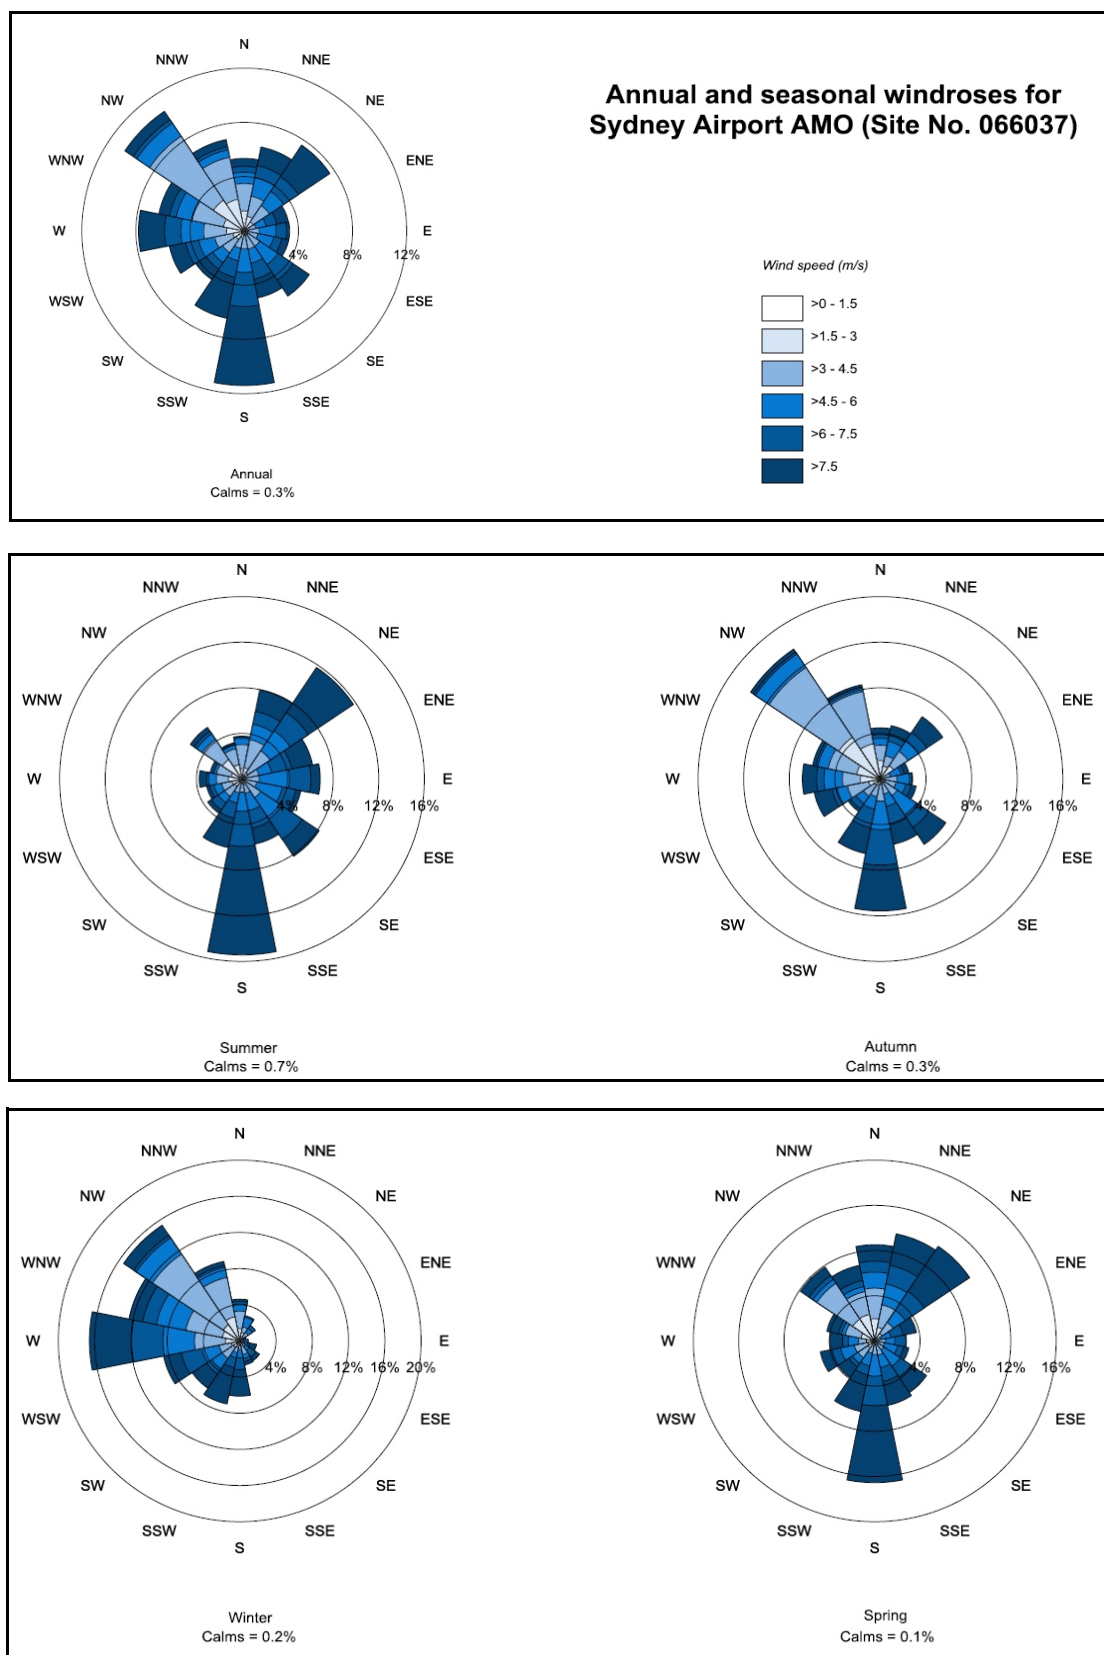 Annual and seasonal windroses for
Sydney Airport AMO (Site No. 066037)
N
NNW
NNE
NW
NE
WNW
ENE
W
E
4%
8%
12%
WSW
ESE
SW
SE
SSW
SSE
S
Annual
Calms = 0.3%
Wind speed (m/s)
>0 - 1.5
>1.5 - 3
>3 - 4.5
>4.5 - 6
>6 - 7.5
>7.5
N
NNW
NNE
NW
NE
WNW
ENE
W
E
4%
8%
12%
16%
WSW
ESE
SW
SE
SSW
SSE
S
Summer
Calms = 0.7%
N
NNW
NNE
NW
NE
WNW
ENE
W
E
4%
8%
12%
16%
WSW
ESE
SW
SE
SSW
SSE
S
Autumn
Calms = 0.3%
N
NNW
NNE
NW
NE
WNW
ENE
W
E
4%
8%
12%
16%
20%
WSW
ESE
SW
SE
SSW
SSE
S
Winter
Calms = 0.2%
N
NNW
NNE
NW
NE
WNW
ENE
W
E
4%
8%
12%
16%
WSW
ESE
SW
SE
SSW
SSE
S
Spring
Calms = 0.1%